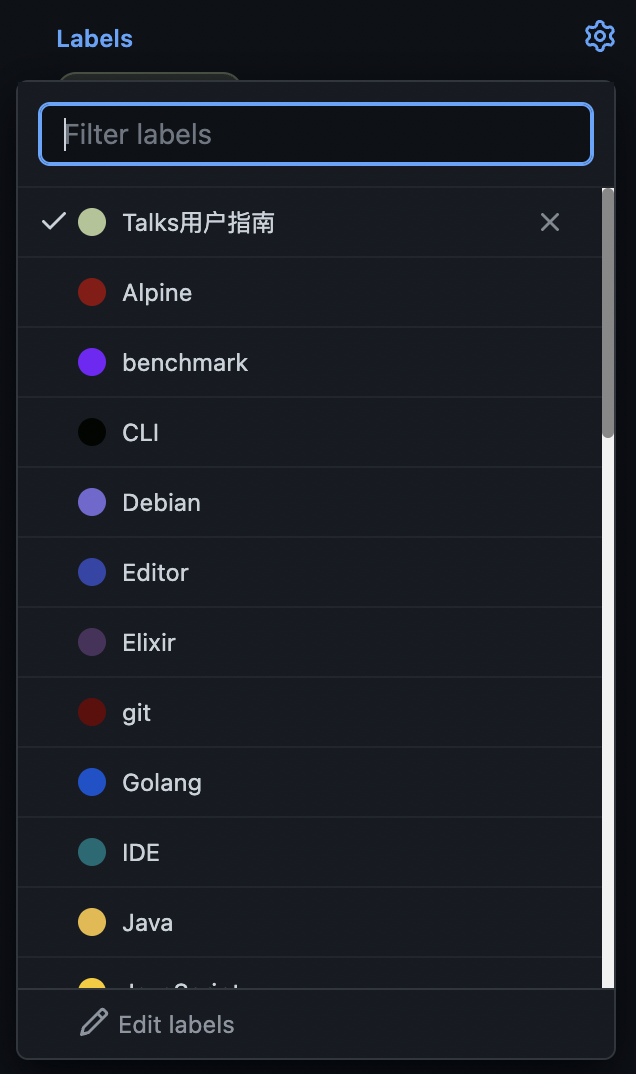 Labels
Filter labels
Talks用户指南
Alpine
benchmark
CLI
Debian
Editor
Elixir
git
Golang
IDE
Java
JavaScript
Edit labels